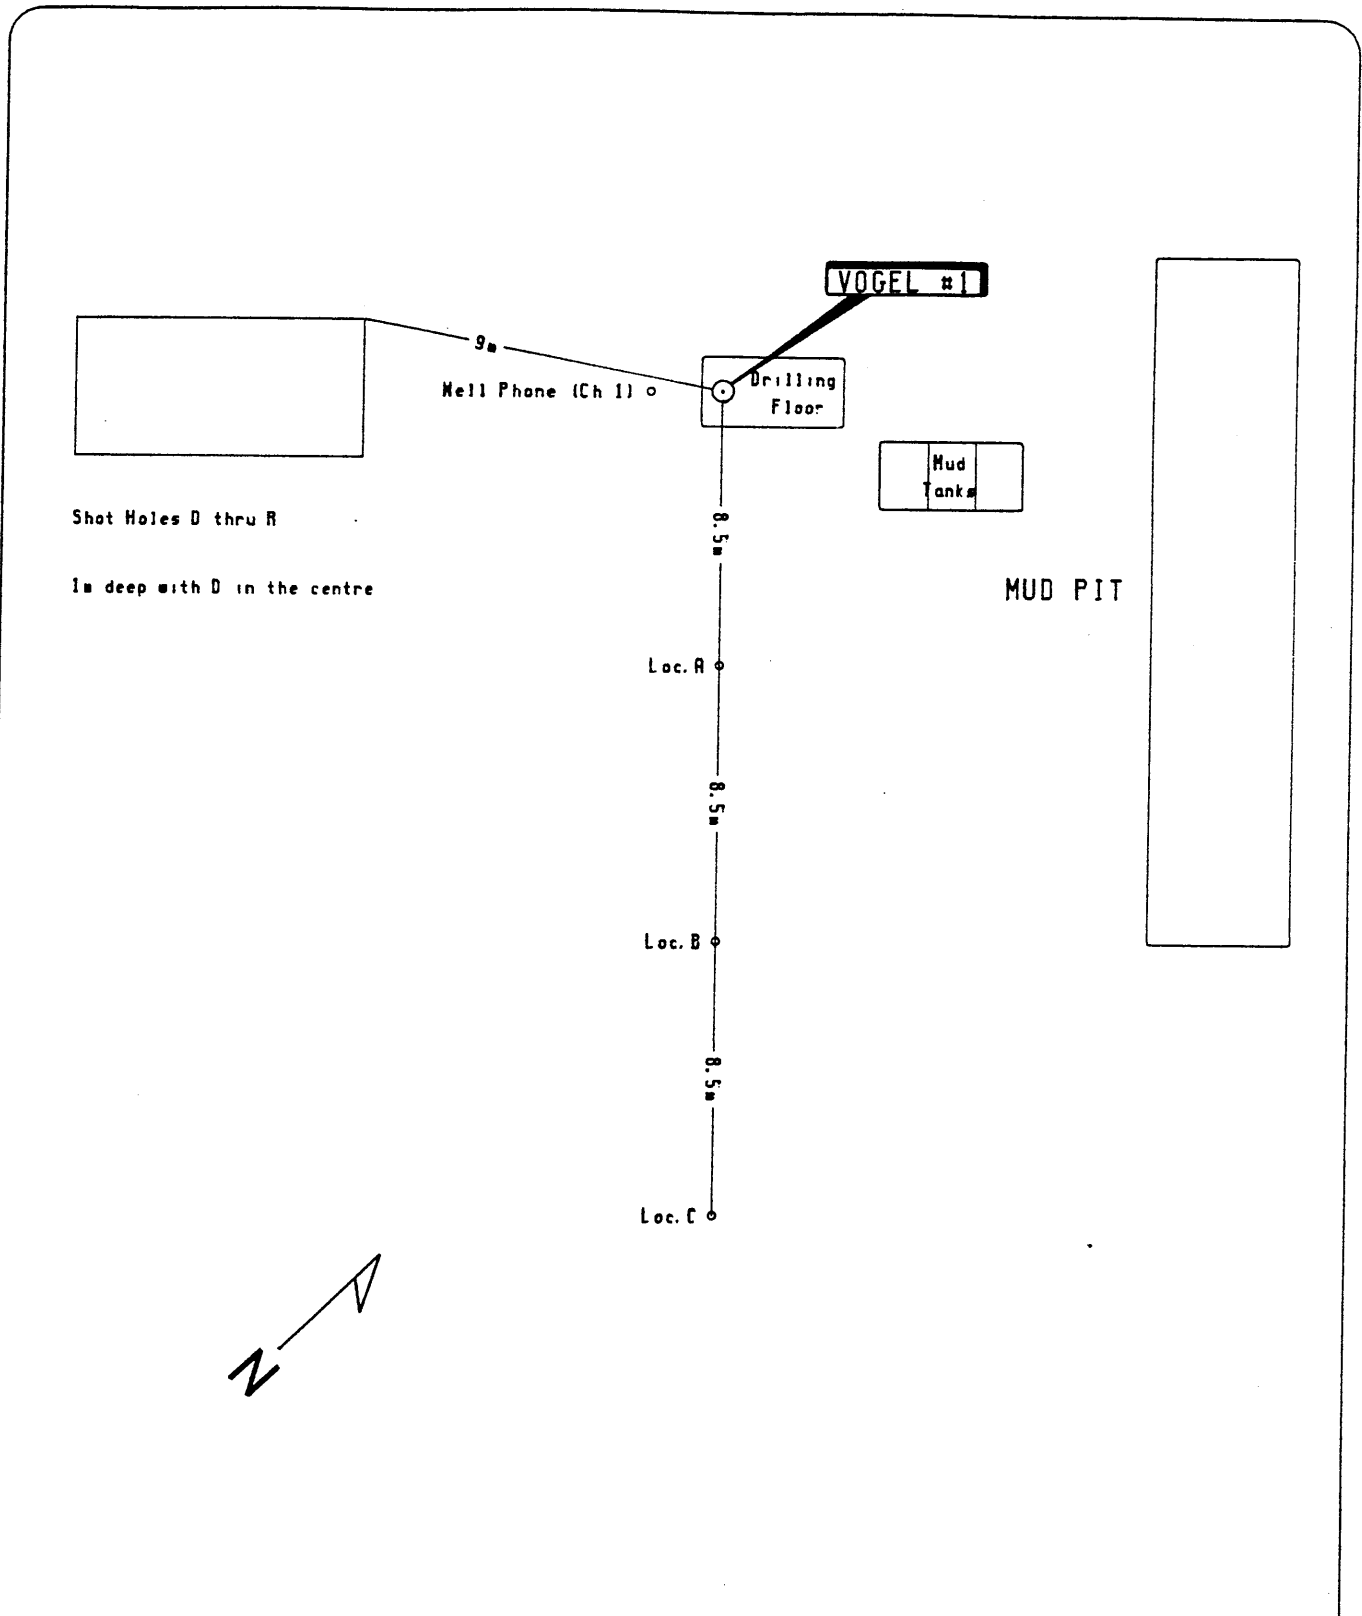 VOGEL #1
9m
Well Phone (Ch 1)
Drilling
Floor
Mud
Tanks
Shot Holes D thru R
8.5m
1m deep with D in the centre
MUD PIT
Loc. A
8.5m
Loc. B
8.5m
Loc. C
N